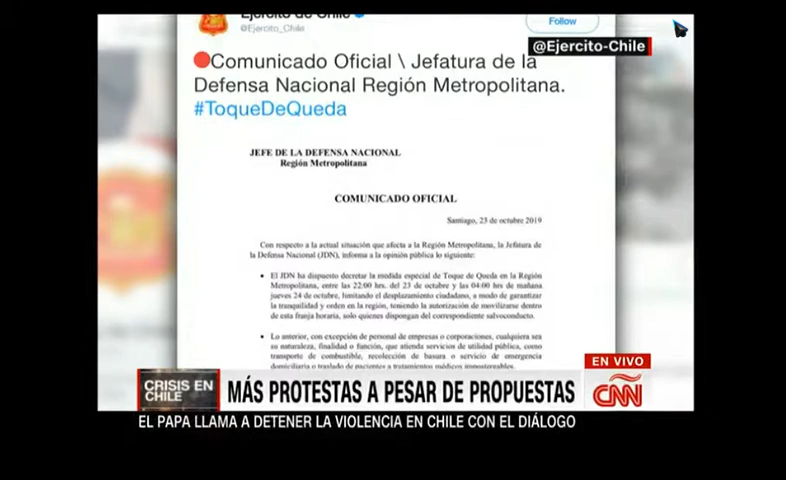 Ejército de Chile
@Ejercito_Chile
Follow
@Ejercito-Chile
Comunicado Oficial \ Jefatura de la
Defensa Nacional Región Metropolitana.
#ToqueDeQueda
JEFE DE LA DEFENSA NACIONAL
Región Metropolitana
COMUNICADO OFICIAL
Santiago, 23 de octubre 2019
Con respecto a la actual situación que afecta a la Región Metropolitana, la Jefatura de
la Defensa Nacional (JDN), informa a la opinión pública lo siguiente:
• El JDN ha dispuesto decretar la medida especial de Toque de Queda en la Región
Metropolitana, entre las 22:00 hrs. del 23 de octubre y las 04:00 hrs de mañana
jueves 24 de octubre, limitando el desplazamiento ciudadano, a modo de garantizar
la tranquilidad y orden en la región, teniendo la autorización de movilizarse dentro
de esta franja horaria, solo quienes dispongan del correspondiente salvoconducto.
• Lo anterior, con excepción de personal de empresas o corporaciones, cualquiera sea
su naturaleza, finalidad o función, que atienda servicios de utilidad pública, como
transporte de combustible, recolección de basura o servicio de emergencia
domiciliaria o traslado de pacientes a tratamientos médicos impostergables.
EN VIVO
CRISIS EN
CHILE
MÁS PROTESTAS A PESAR DE PROPUESTAS
CNN
EL PAPA LLAMA A DETENER LA VIOLENCIA EN CHILE CON EL DIÁLOGO